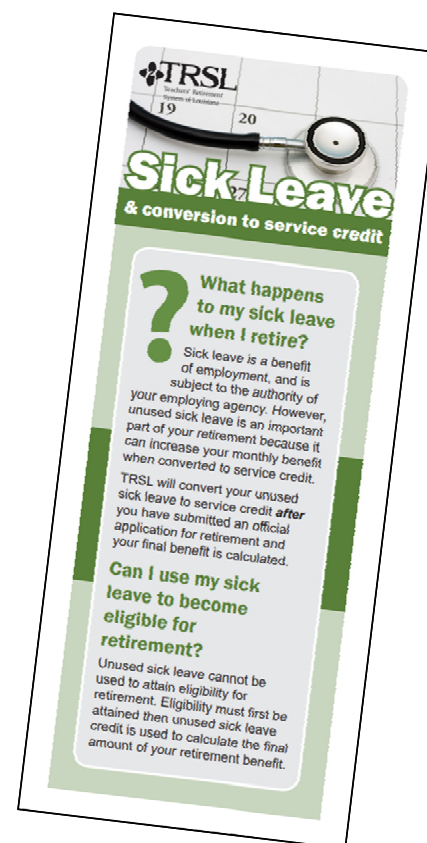 TRSL
Teachers' Retirement
System of Louisiana
19
20
27
Sick Leave
& conversion to service credit
?
What happens
to my sick leave
when I retire?
Sick leave is a benefit
of employment, and is
subject to the authority of
your employing agency. However,
unused sick leave is an important
part of your retirement because it
can increase your monthly benefit
when converted to service credit.
TRSL will convert your unused
sick leave to service credit after
you have submitted an official
application for retirement and
your final benefit is calculated.
Can I use my sick
leave to become
eligible for
retirement?
Unused sick leave cannot be
used to attain eligibility for
retirement. Eligibility must first be
attained then unused sick leave
credit is used to calculate the final
amount of your retirement benefit.